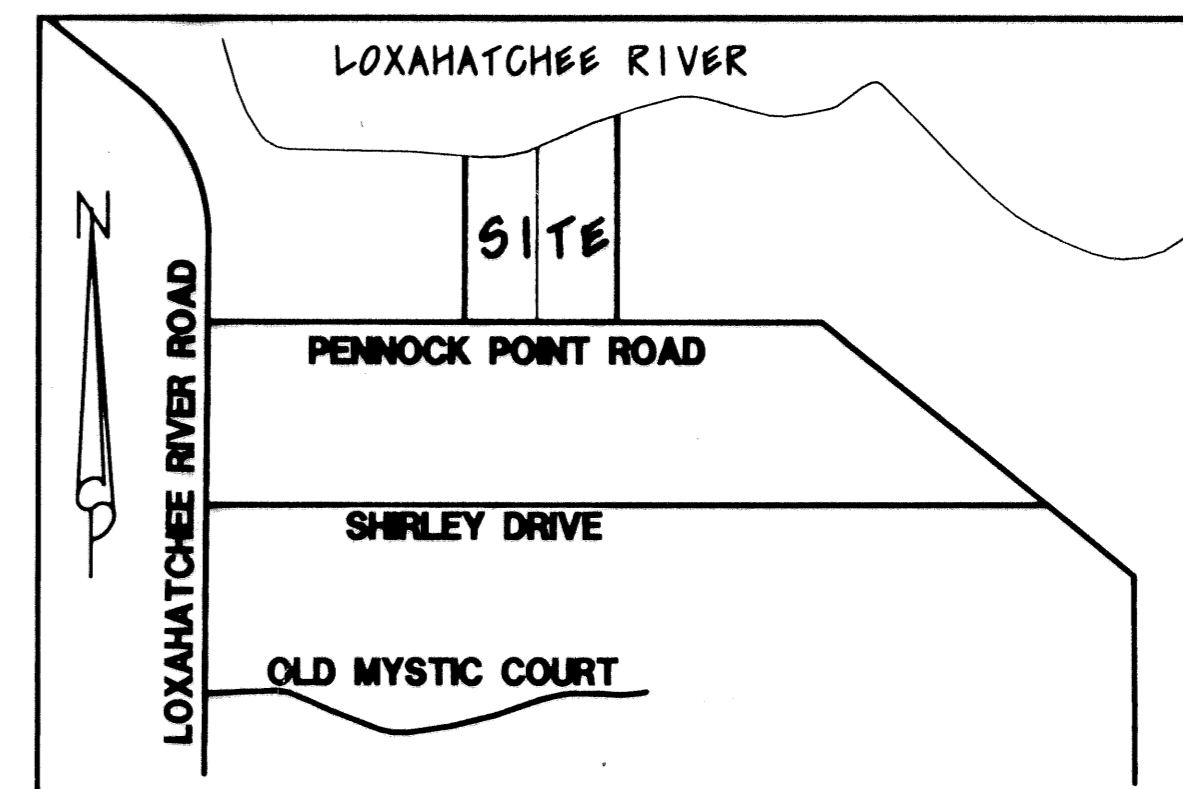 LOXAHATCHEE RIVER
N
SITE
PENNOCK POINT ROAD
LOXAHATCHEE RIVER ROAD
SHIRLEY DRIVE
OLD MYSTIC COURT